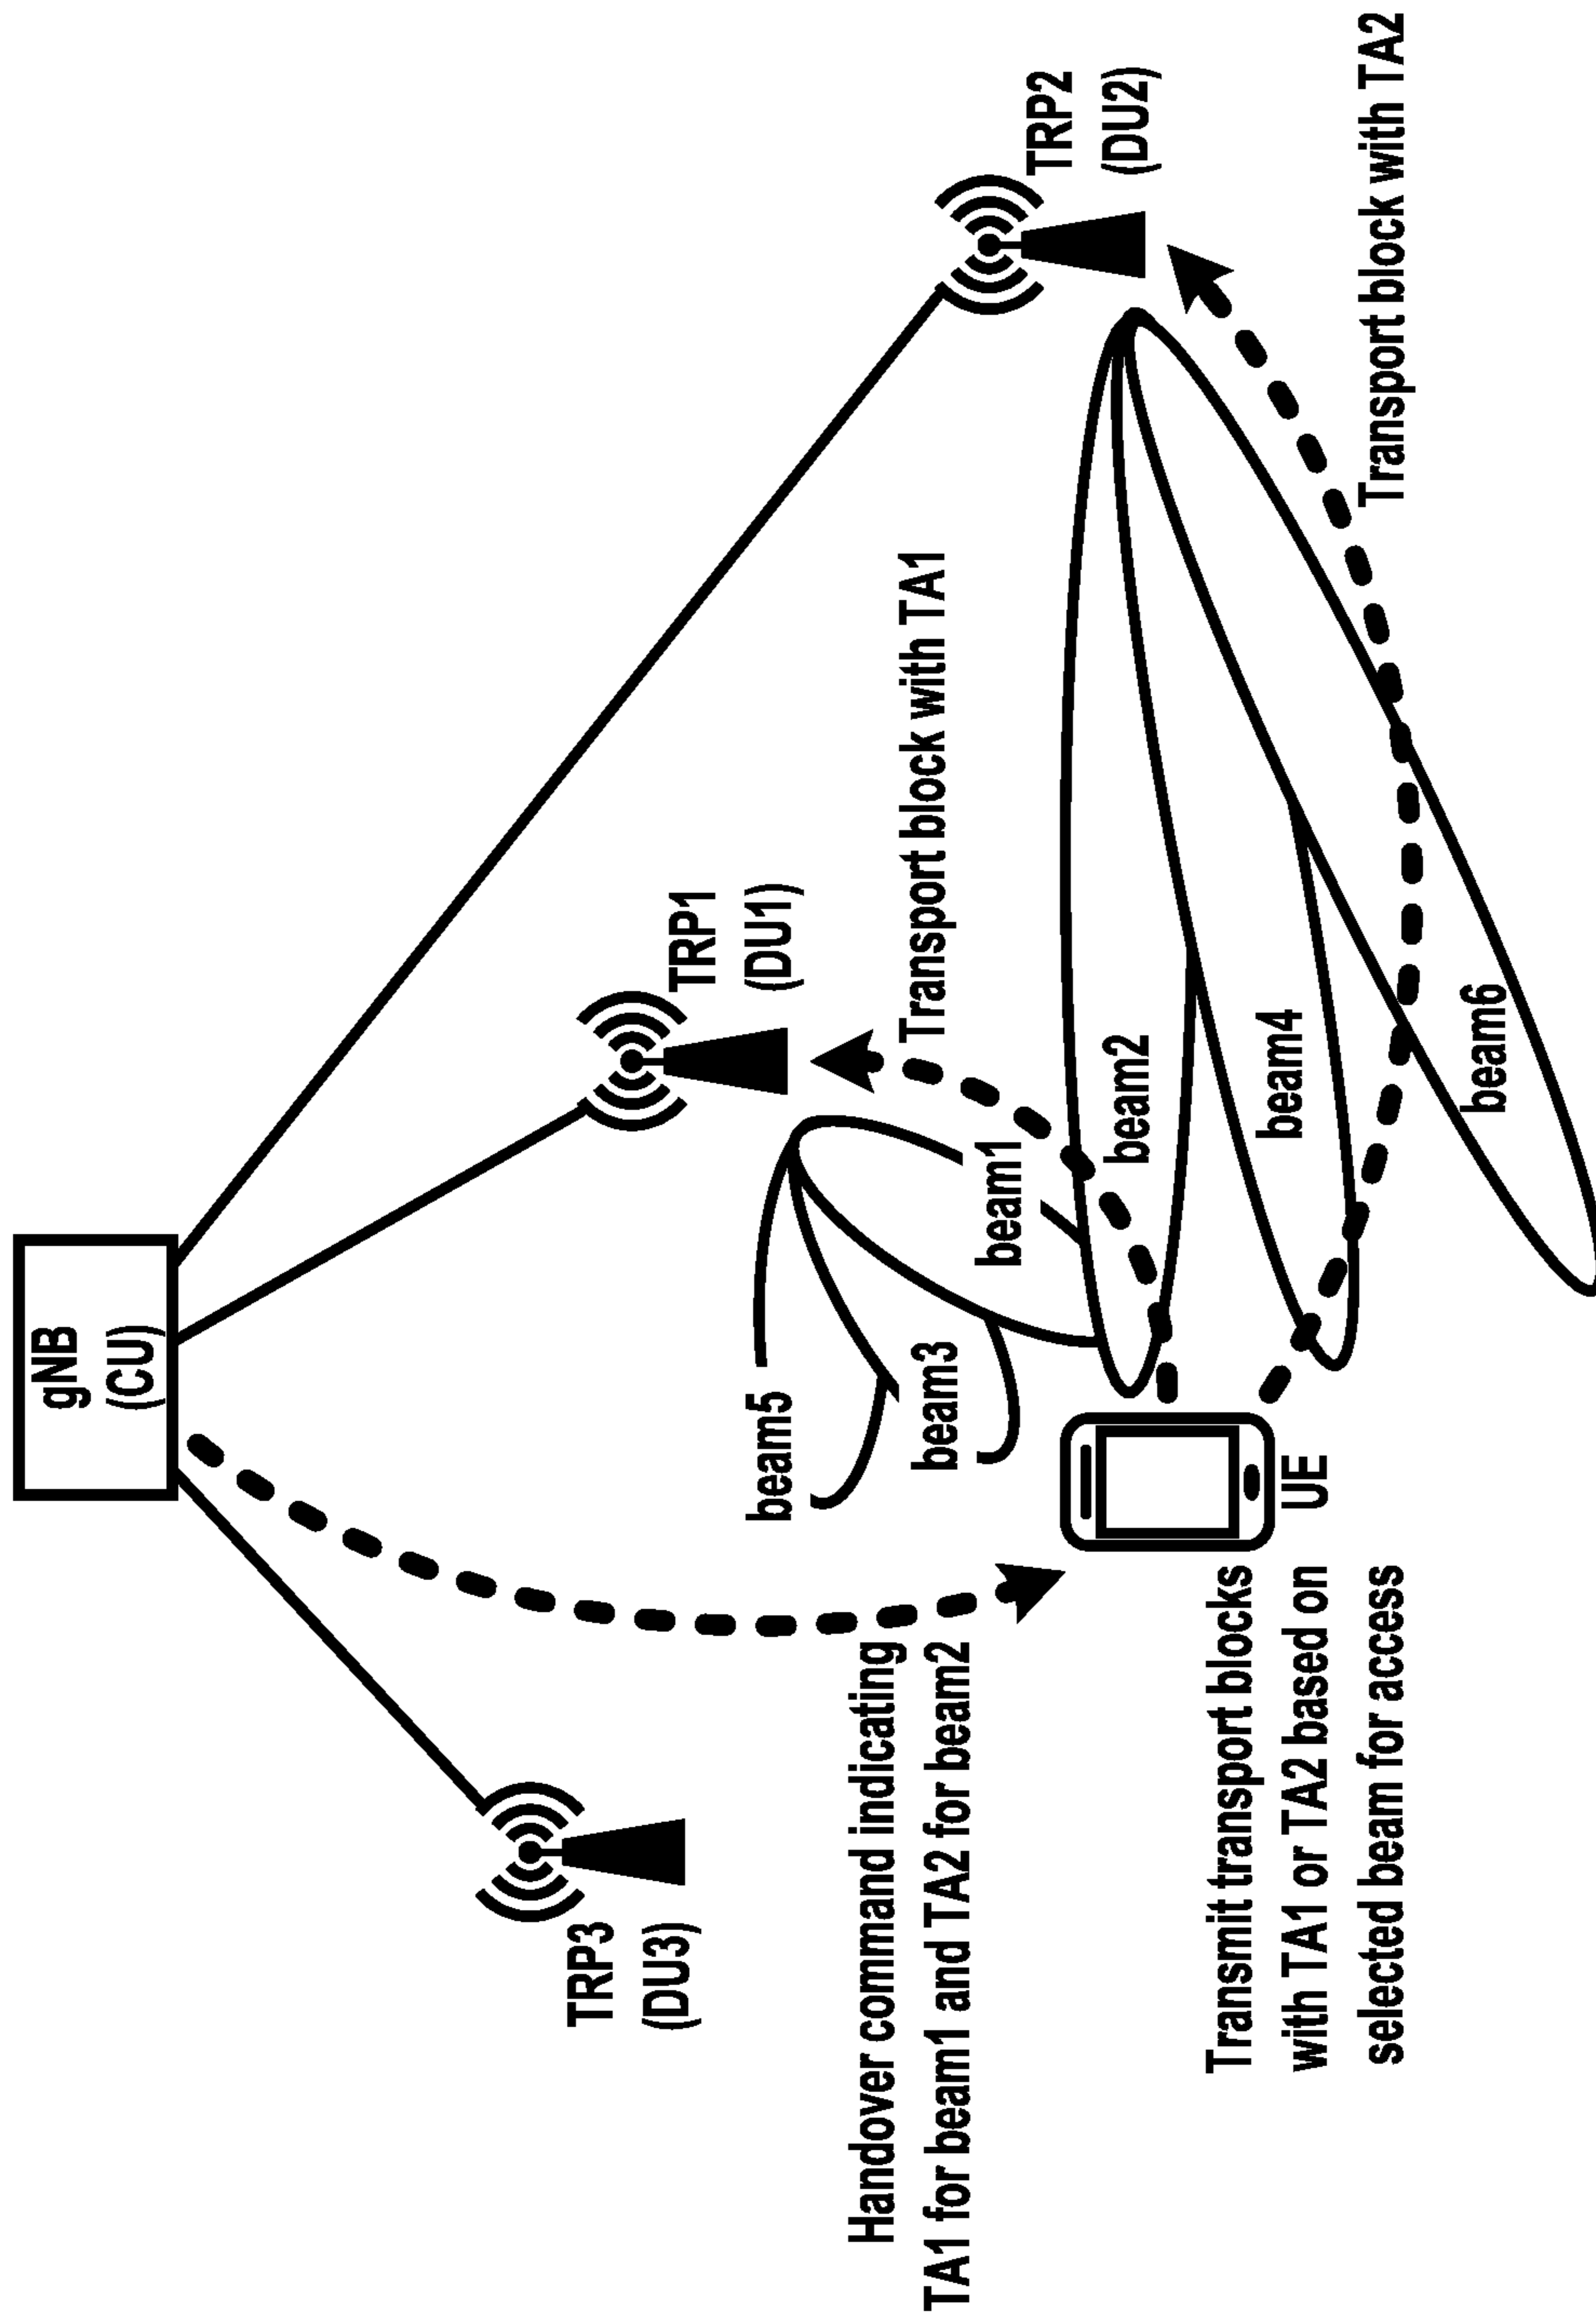 gNB
(CU)
TRP3
(DU3)
TRP1
(DU1)
TRP2
(DU2)
Handover command indicating
TA1 for beam1 and TA2 for beam2
beam5
beam3
beam1
Transport block with TA1
beam2
beam4
beam6
UE
Transmit transport blocks
with TA1 or TA2 based on
selected beam for access
Transport block with TA2